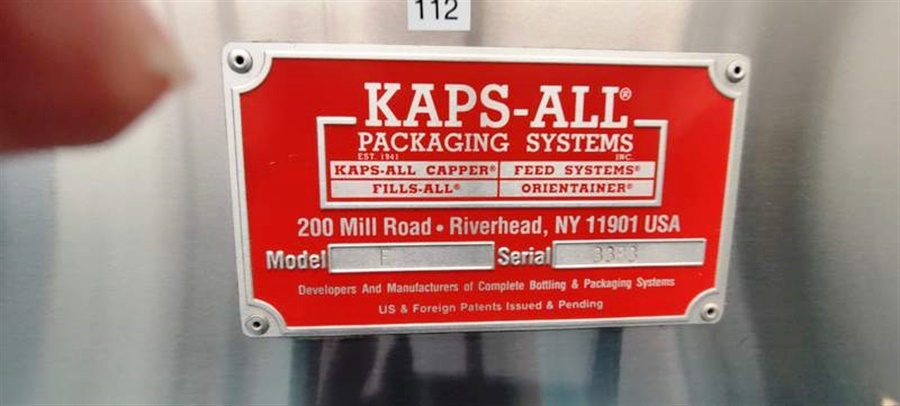 112
KAPS-ALL®
PACKAGING SYSTEMS
EST. 1941 INC.
KAPS-ALL CAPPER® FEED SYSTEMS®
FILLS-ALL® ORIENTAINER®
200 Mill Road • Riverhead, NY 11901 USA
Model F Serial
Developers And Manufacturers of Complete Bottling & Packaging Systems
US & Foreign Patents Issued & Pending